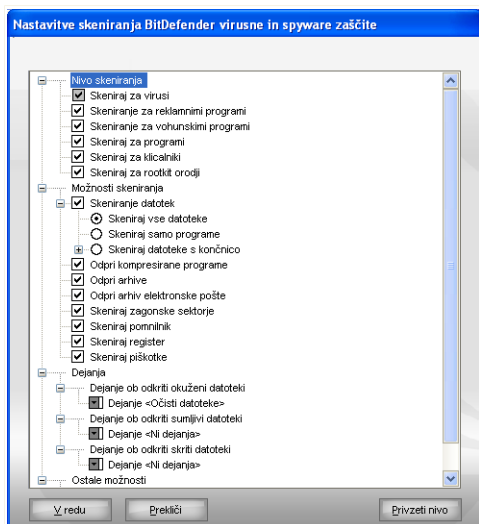 Nastavitve skeniranja BitDefender virusne in spyware zaščite
Nivo skeniranja
Skeniraj za virusi
Skeniranje za reklamnimi programi
Skeniranje za vohunskimi programi
Skeniraj za programi
Skeniraj za klicalniki
Skeniraj za rootkit orodji
Možnosti skeniranja
Skeniranje datotek
Skeniraj vse datoteke
Skeniraj samo programe
Skeniraj datoteke s končnico
Odpri kompresirane programe
Odpri arhive
Odpri arhiv elektronske pošte
Skeniraj zagonske sektorje
Skeniraj pomnilnik
Skeniraj register
Skeniraj piškotke
Dejanja
Dejanje ob odkriti okuženi datoteki
Dejanje <Očisti datoteke>
Dejanje ob odkriti sumljivi datoteki
Dejanje <Ni dejanja>
Dejanje ob odkriti skriti datoteki
Dejanje <Ni dejanja>
Ostale možnosti
V redu
Prekliči
Privzeti nivo